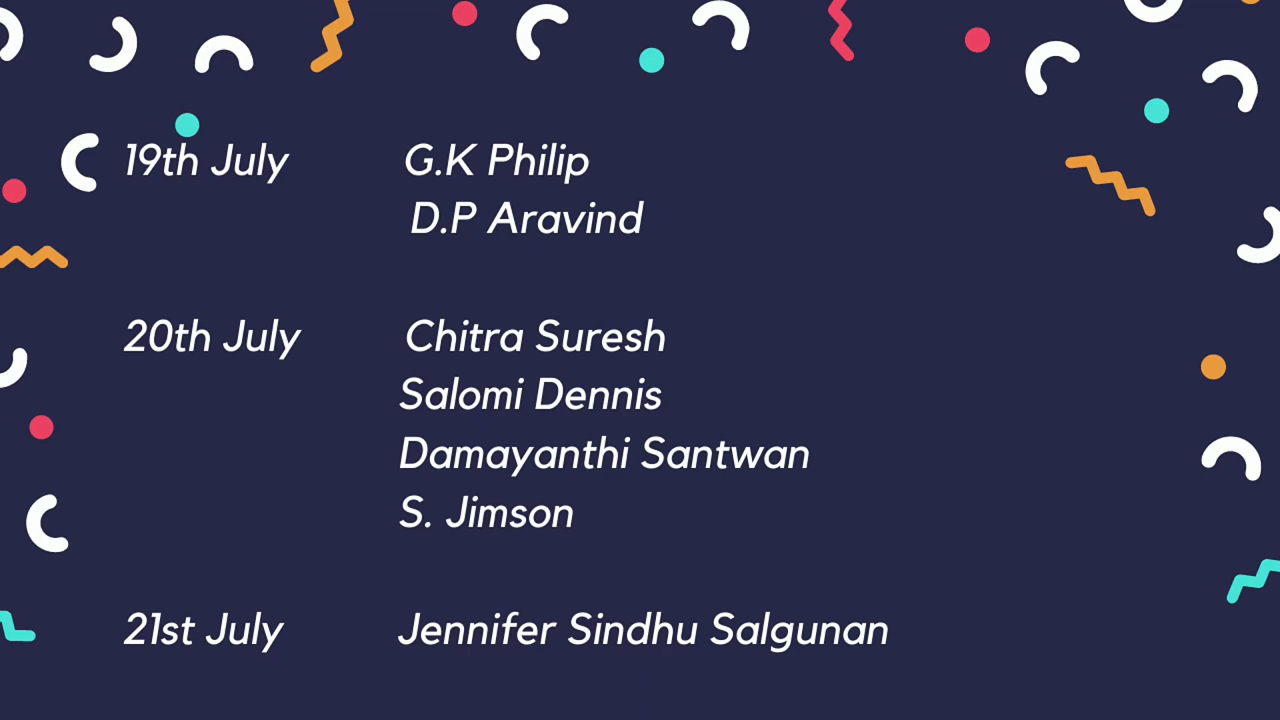 19th July G.K Philip
D.P Aravind
20th July Chitra Suresh
Salomi Dennis
Damayanthi Santwan
S. Jimson
21st July Jennifer Sindhu Salgunan